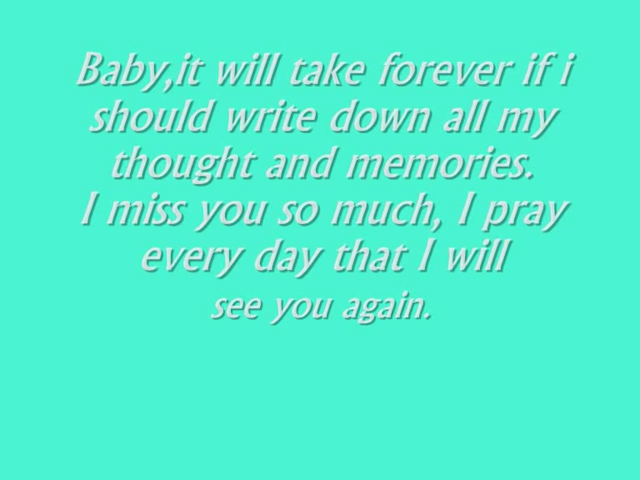 Baby,it will take forever if i
should write down all my
thought and memories.
I miss you so much, I pray
every day that I will
see you again.